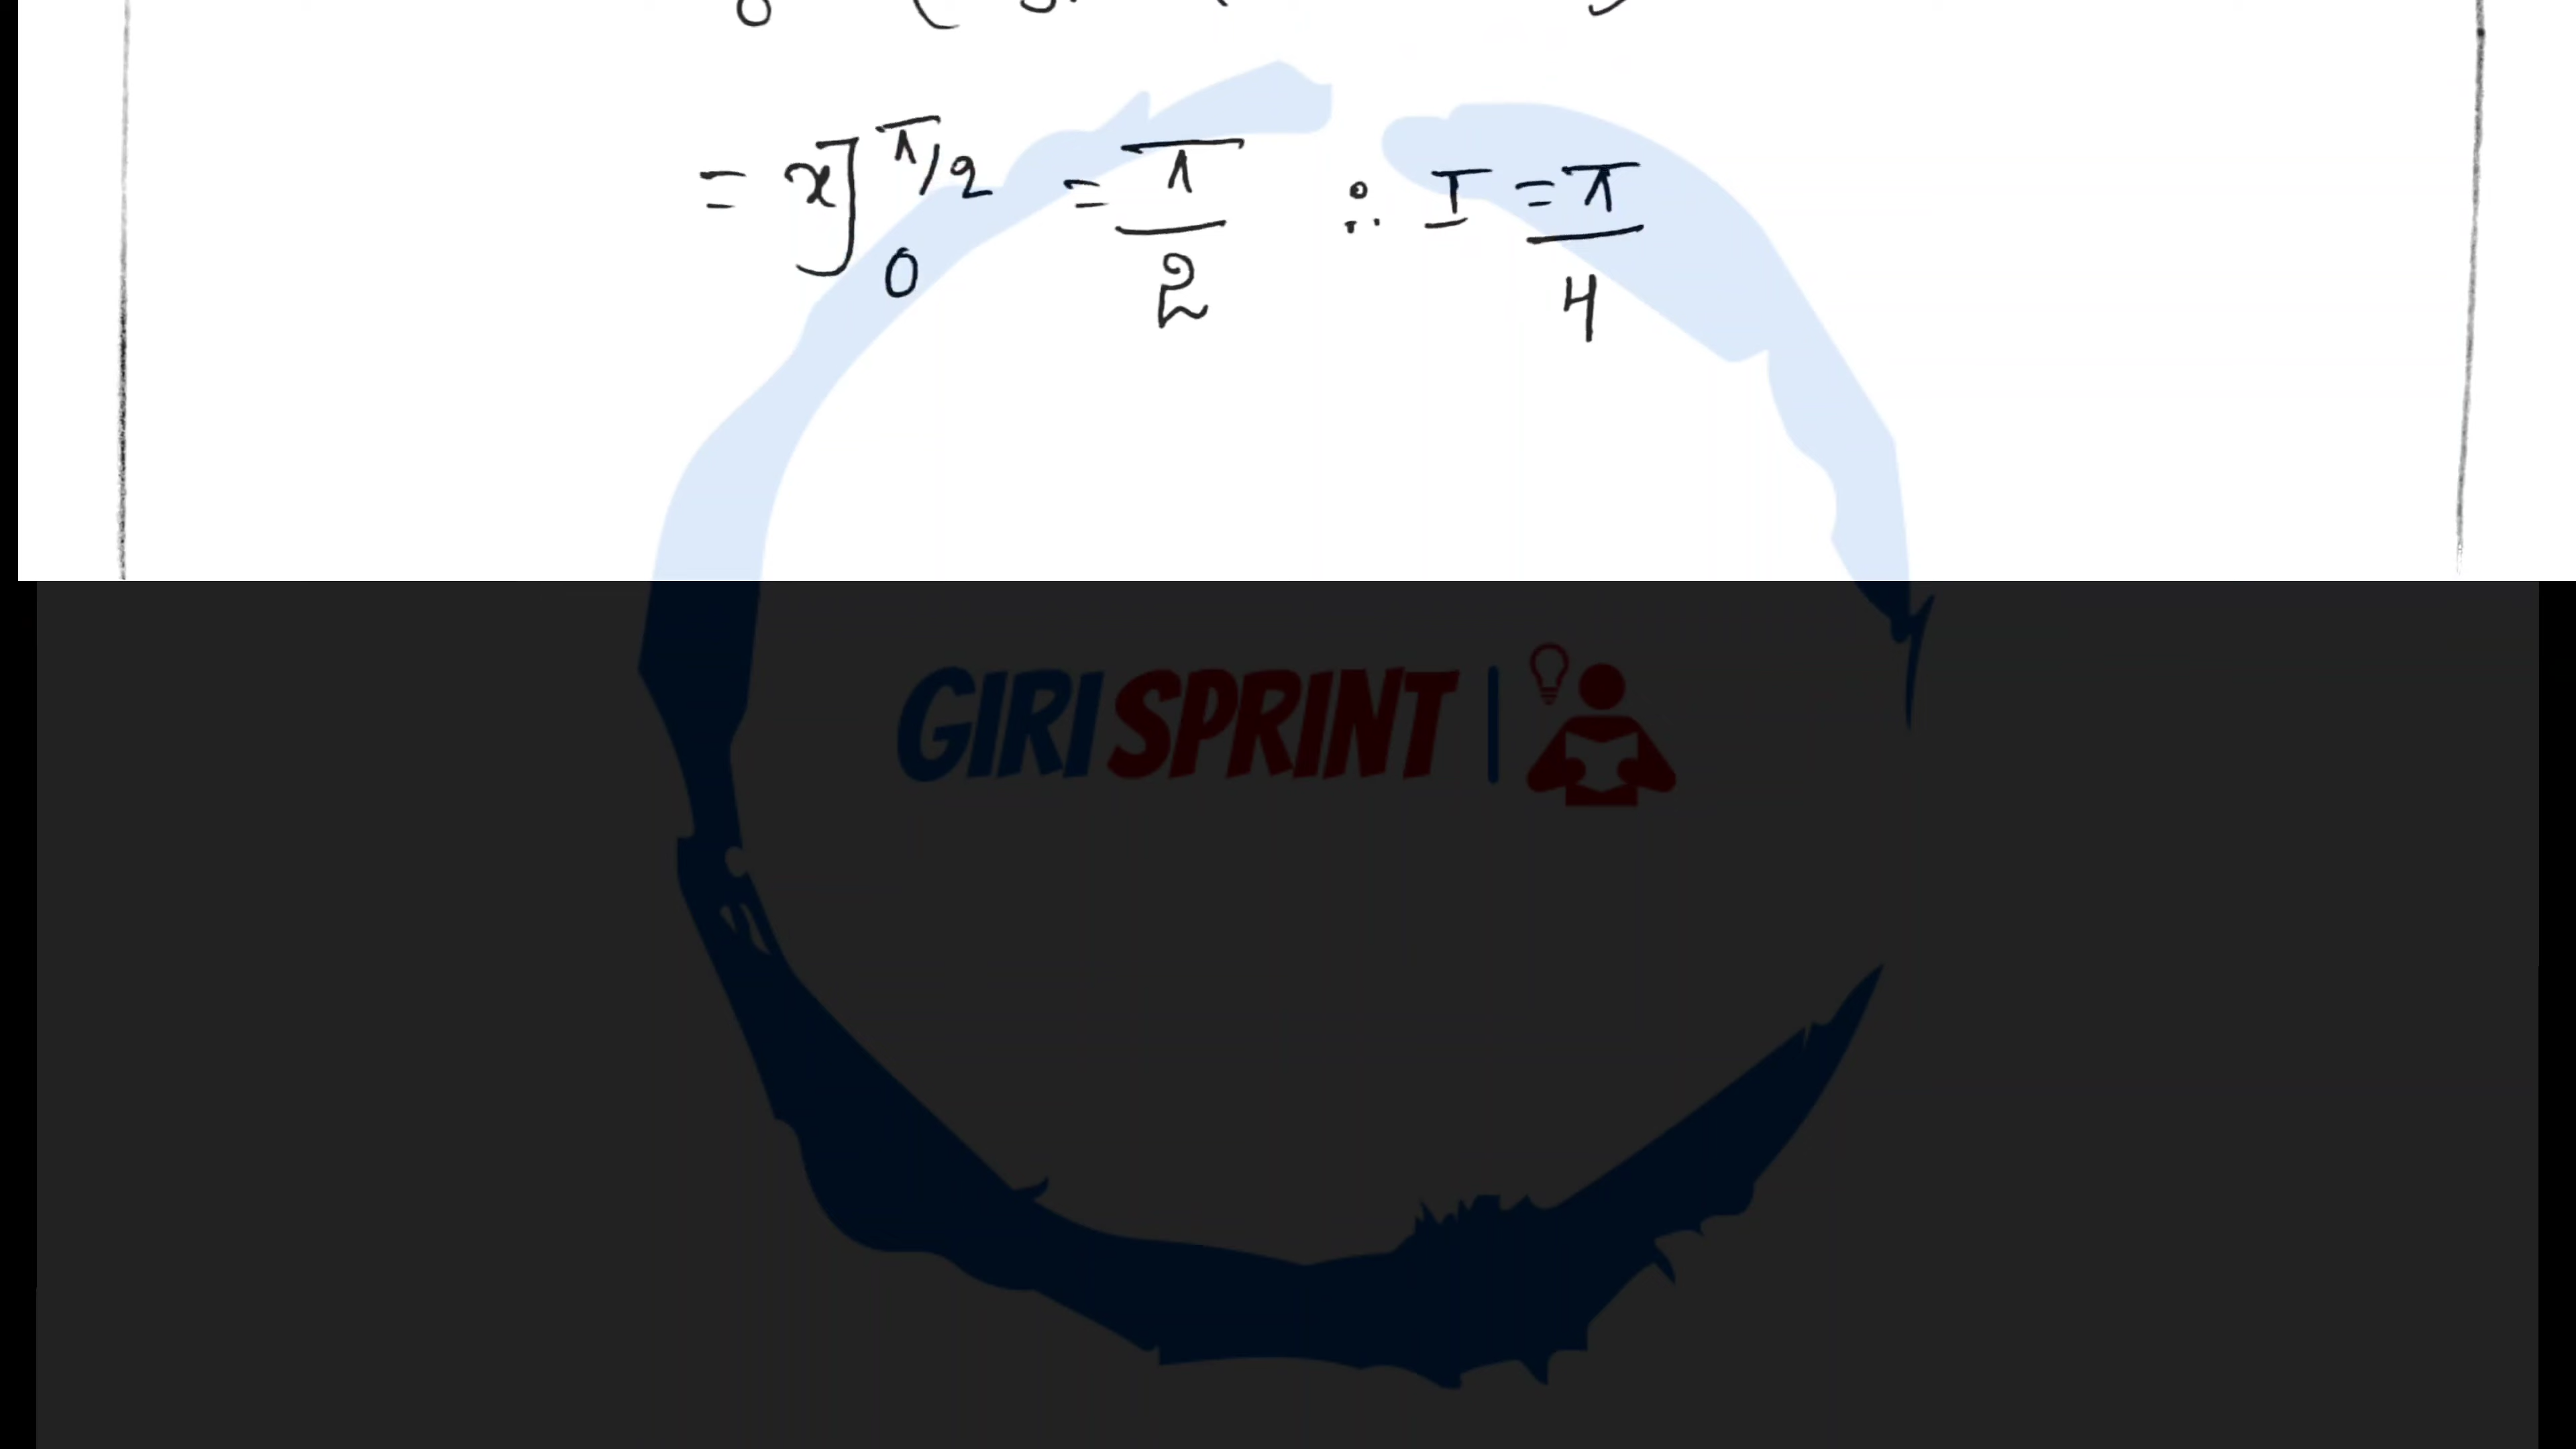 = x]₀^π/2 = π/2 ∴ I = π/4
GIRI SPRINT